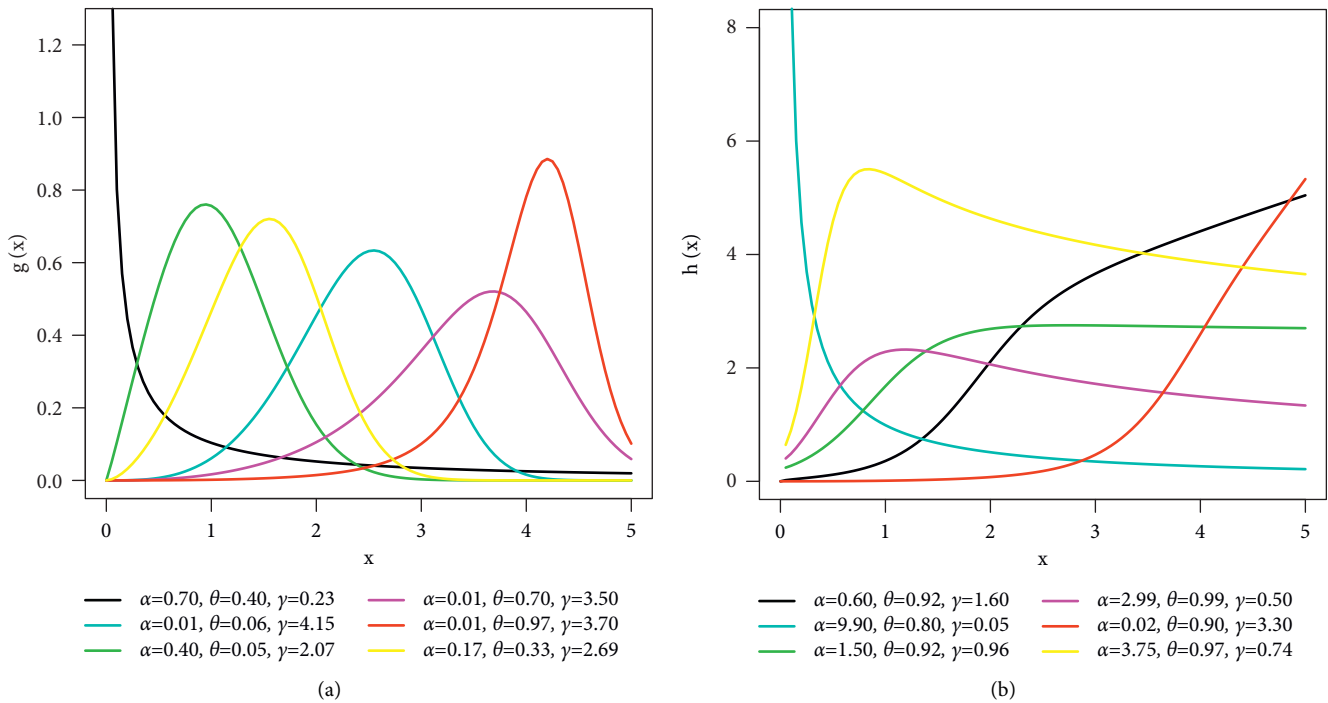 1.2
1.0
0.8
0.6
0.4
0.2
0.0
g (x)
0 1 2 3 4 5
x
α=0.70, θ=0.40, γ=0.23
α=0.01, θ=0.06, γ=4.15
α=0.40, θ=0.05, γ=2.07
α=0.01, θ=0.70, γ=3.50
α=0.01, θ=0.97, γ=3.70
α=0.17, θ=0.33, γ=2.69
(a)
8
6
4
2
0
h (x)
0 1 2 3 4 5
x
α=0.60, θ=0.92, γ=1.60
α=9.90, θ=0.80, γ=0.05
α=1.50, θ=0.92, γ=0.96
α=2.99, θ=0.99, γ=0.50
α=0.02, θ=0.90, γ=3.30
α=3.75, θ=0.97, γ=0.74
(b)